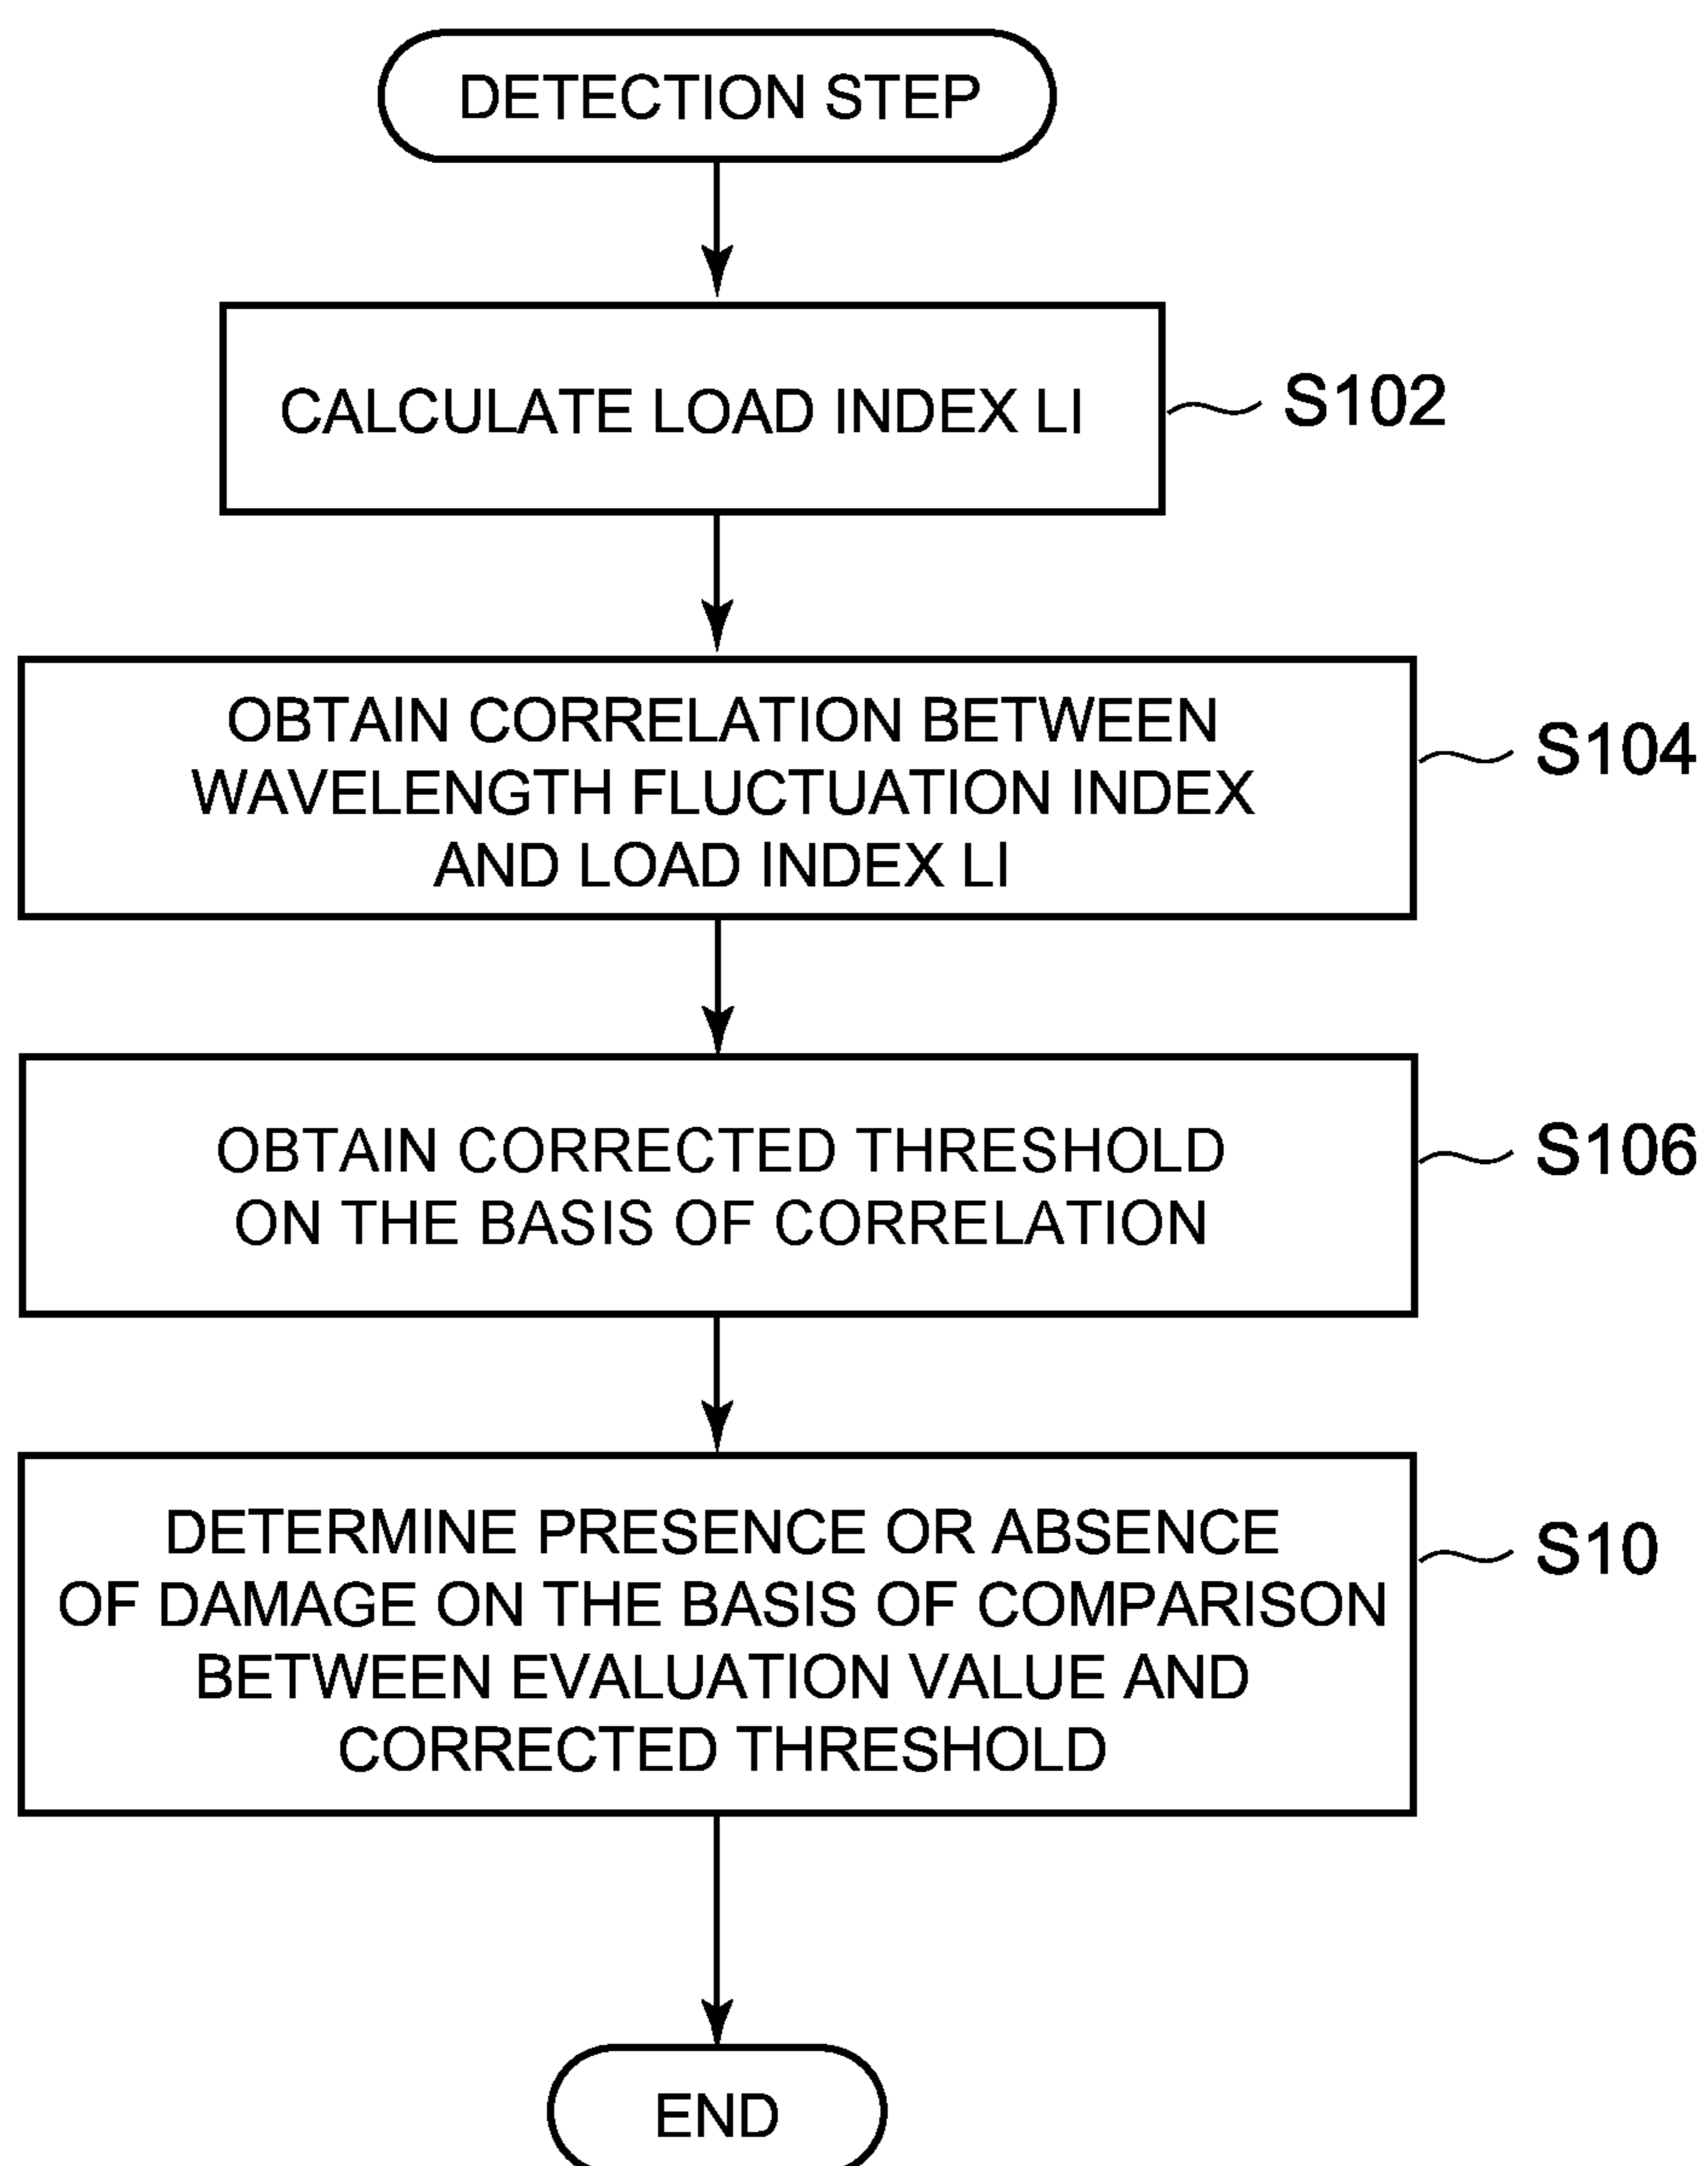 DETECTION STEP
CALCULATE LOAD INDEX LI
S102
OBTAIN CORRELATION BETWEEN
WAVELENGTH FLUCTUATION INDEX
AND LOAD INDEX LI
S104
OBTAIN CORRECTED THRESHOLD
ON THE BASIS OF CORRELATION
S106
DETERMINE PRESENCE OR ABSENCE
OF DAMAGE ON THE BASIS OF COMPARISON
BETWEEN EVALUATION VALUE AND
CORRECTED THRESHOLD
S10
END